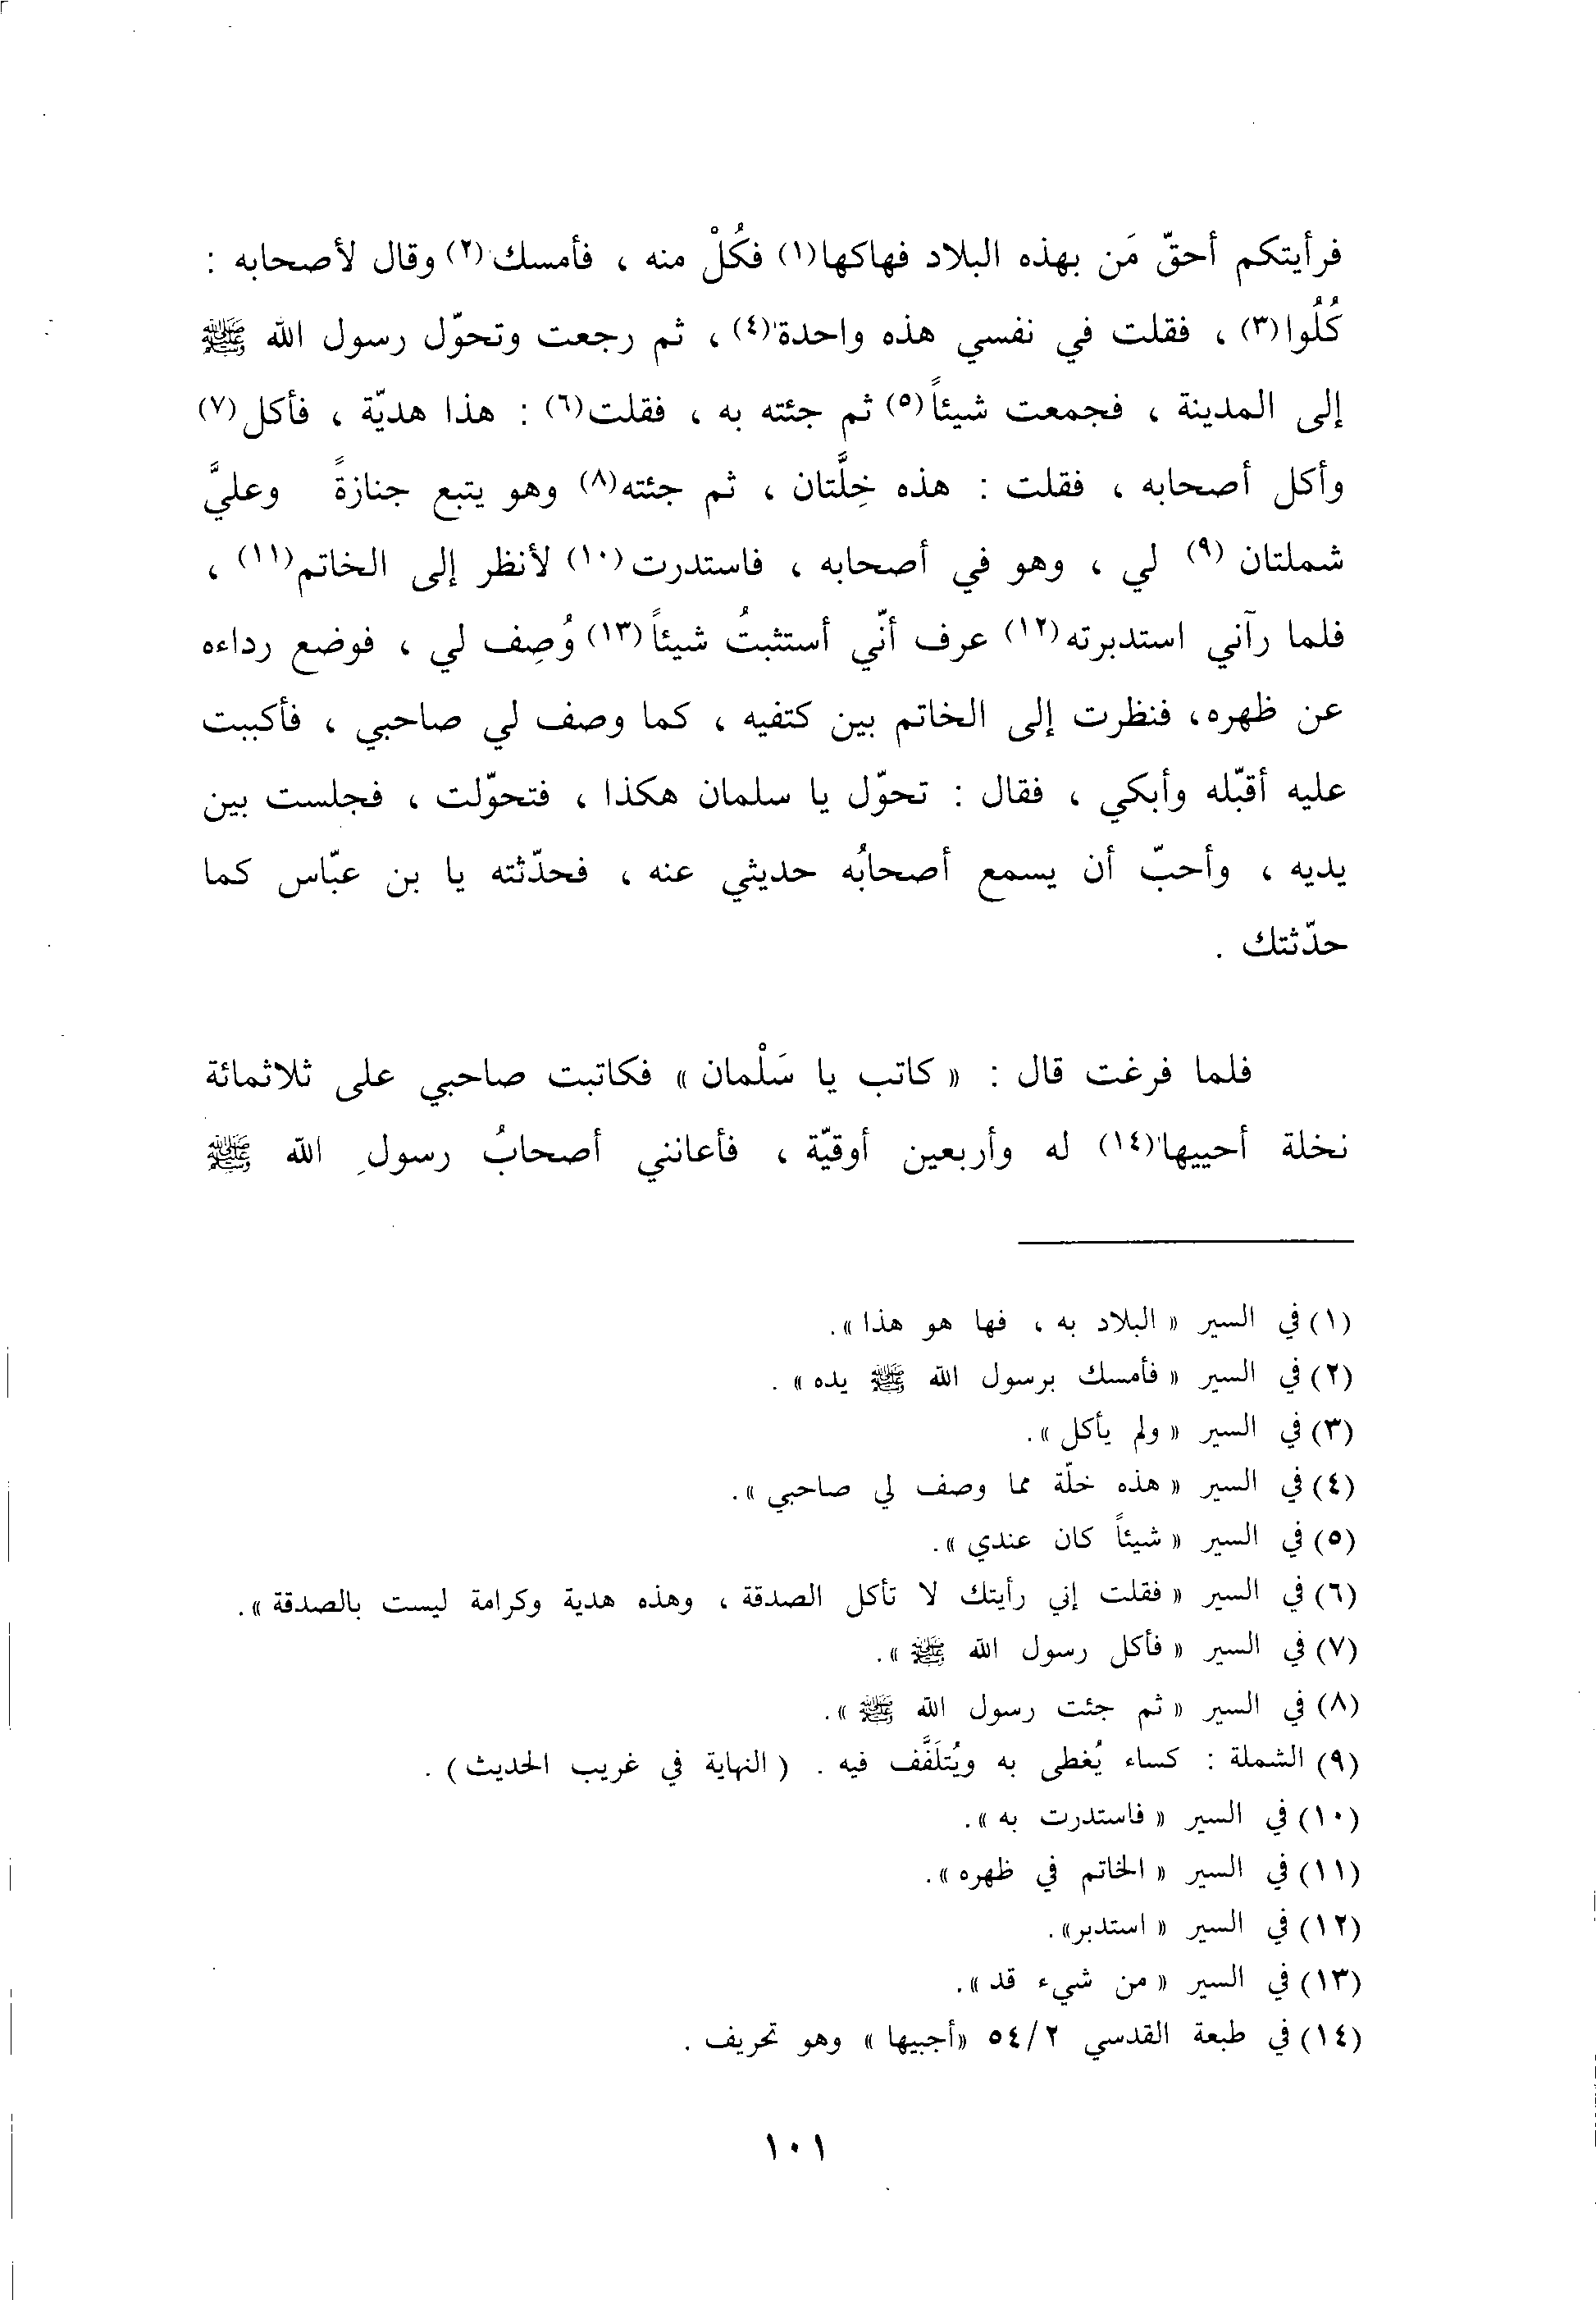 فرأيتكم أحقّ مَن بهذه البلاد فهاكها(١) فكُلْ منه ، فأمسك(٢) وقال لأصحابه :
كُلُوا(٣) ، فقلت في نفسي هذه واحدة(٤) ، ثم رجعت وتحوّل رسول الله ﷺ
إلى المدينة ، فجمعت شيئاً(٥) ثم جئته به ، فقلت(٦) : هذا هديّة ، فأكل(٧)
وأكل أصحابه ، فقلت : هذه خِلَّتان ، ثم جئته(٨) وهو يتبع جنازةً وعليَّ
شملتان (٩) لي ، وهو في أصحابه ، فاستدرت(١٠) لأنظر إلى الخاتم(١١) ،
فلما رآني استدبرته(١٢) عرف أنّي أستثبتُ شيئاً(١٣) وُصِف لي ، فوضع رداءه
عن ظهره، فنظرت إلى الخاتم بين كتفيه ، كما وصف لي صاحبي ، فأكببت
عليه أقبّله وأبكي ، فقال : تحوّل يا سلمان هكذا ، فتحوّلت ، فجلست بين
يديه ، وأحبّ أن يسمع أصحابُه حديثي عنه ، فحدّثته يا بن عبّاس كما
حدّثتك .
فلما فرغت قال : « كاتب يا سَلْمان » فكاتبت صاحبي على ثلاثمائة
نخلة أحييها(١٤) له وأربعين أوقيّة ، فأعانني أصحابُ رسولِ الله ﷺ
(١) في السير « البلاد به ، فها هو هذا ».
(٢) في السير « فأمسك برسول الله ﷺ يده » .
(٣) في السير « ولم يأكل ».
(٤) في السير « هذه خلّة مما وصف لي صاحبي ».
(٥) في السير « شيئاً كان عندي ».
(٦) في السير « فقلت إني رأيتك لا تأكل الصدقة ، وهذه هدية وكرامة ليست بالصدقة ».
(٧) في السير « فأكل رسول الله ﷺ ».
(٨) في السير « ثم جئت رسول الله ﷺ ».
(٩) الشملة : كساء يُغطى به ويُتلَفَّف فيه . ( النهاية في غريب الحديث ) .
(١٠) في السير « فاستدرت به ».
(١١) في السير « الخاتم في ظهره ».
(١٢) في السير « استدبر».
(١٣) في السير « من شيء قد ».
(١٤) في طبعة القدسي ٢/ ٥٤ «أجبيها » وهو تحريف .
١٠١